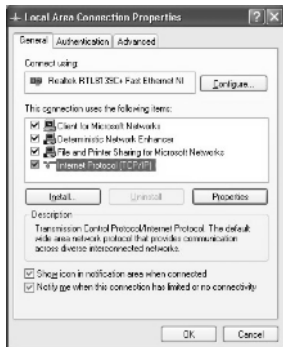 Local Area Connection Properties
General Authentication Advanced
Connect using:
Realtek RTL8139C+ Fast Ethernet NI
Configure...
This connection uses the following items:
Client for Microsoft Networks
Deterministic Network Enhancer
File and Printer Sharing for Microsoft Networks
Internet Protocol (TCP/IP)
Install... Uninstall Properties
Description
Transmission Control Protocol/Internet Protocol. The default
wide area network protocol that provides communication
across diverse interconnected networks.
Show icon in notification area when connected
Notify me when this connection has limited or no connectivity
OK Cancel